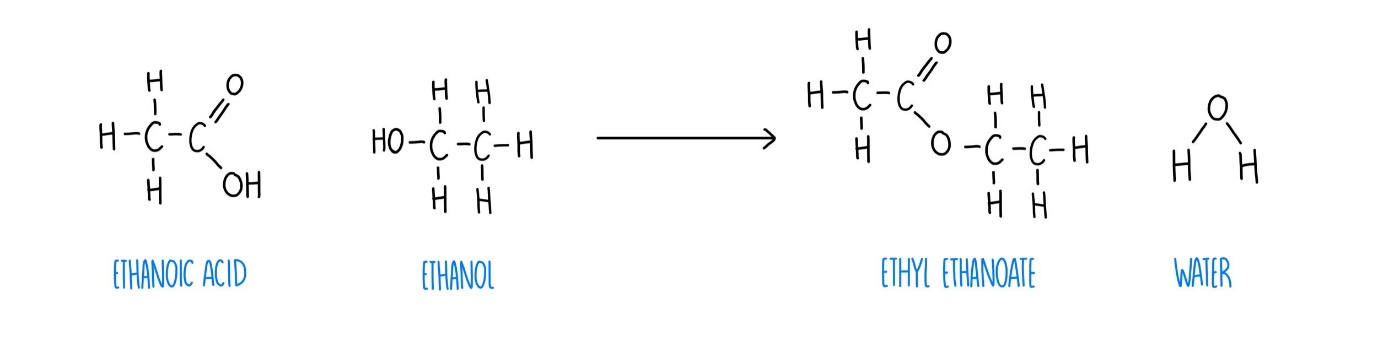 H H H H H
H-C-C=O OH
HO-C-C-H
H H H H
H-C-C=O
H H H
O-C-C-H
H H
O
H H
ETHANOIC ACID
ETHANOL
ETHYL ETHANOATE
WATER